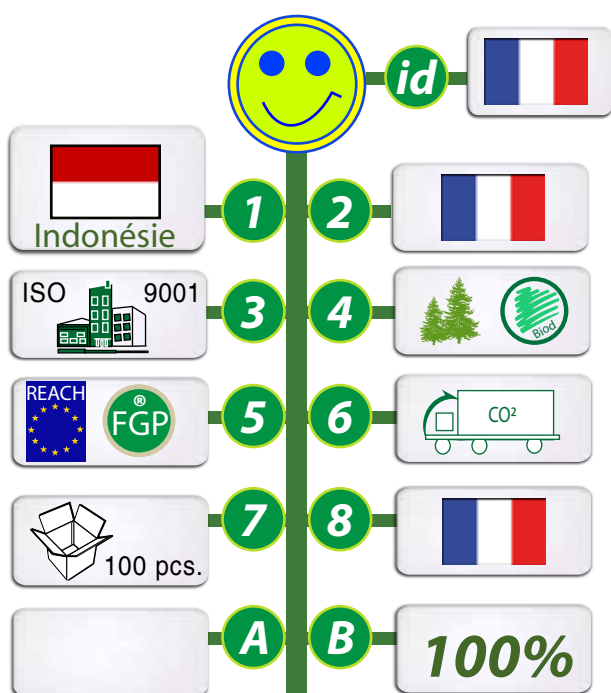 id
Indonésie
1
2
ISO 9001
3
4
Biod
REACH
® FGP
5
6
CO²
7
100 pcs.
8
A
B
100%